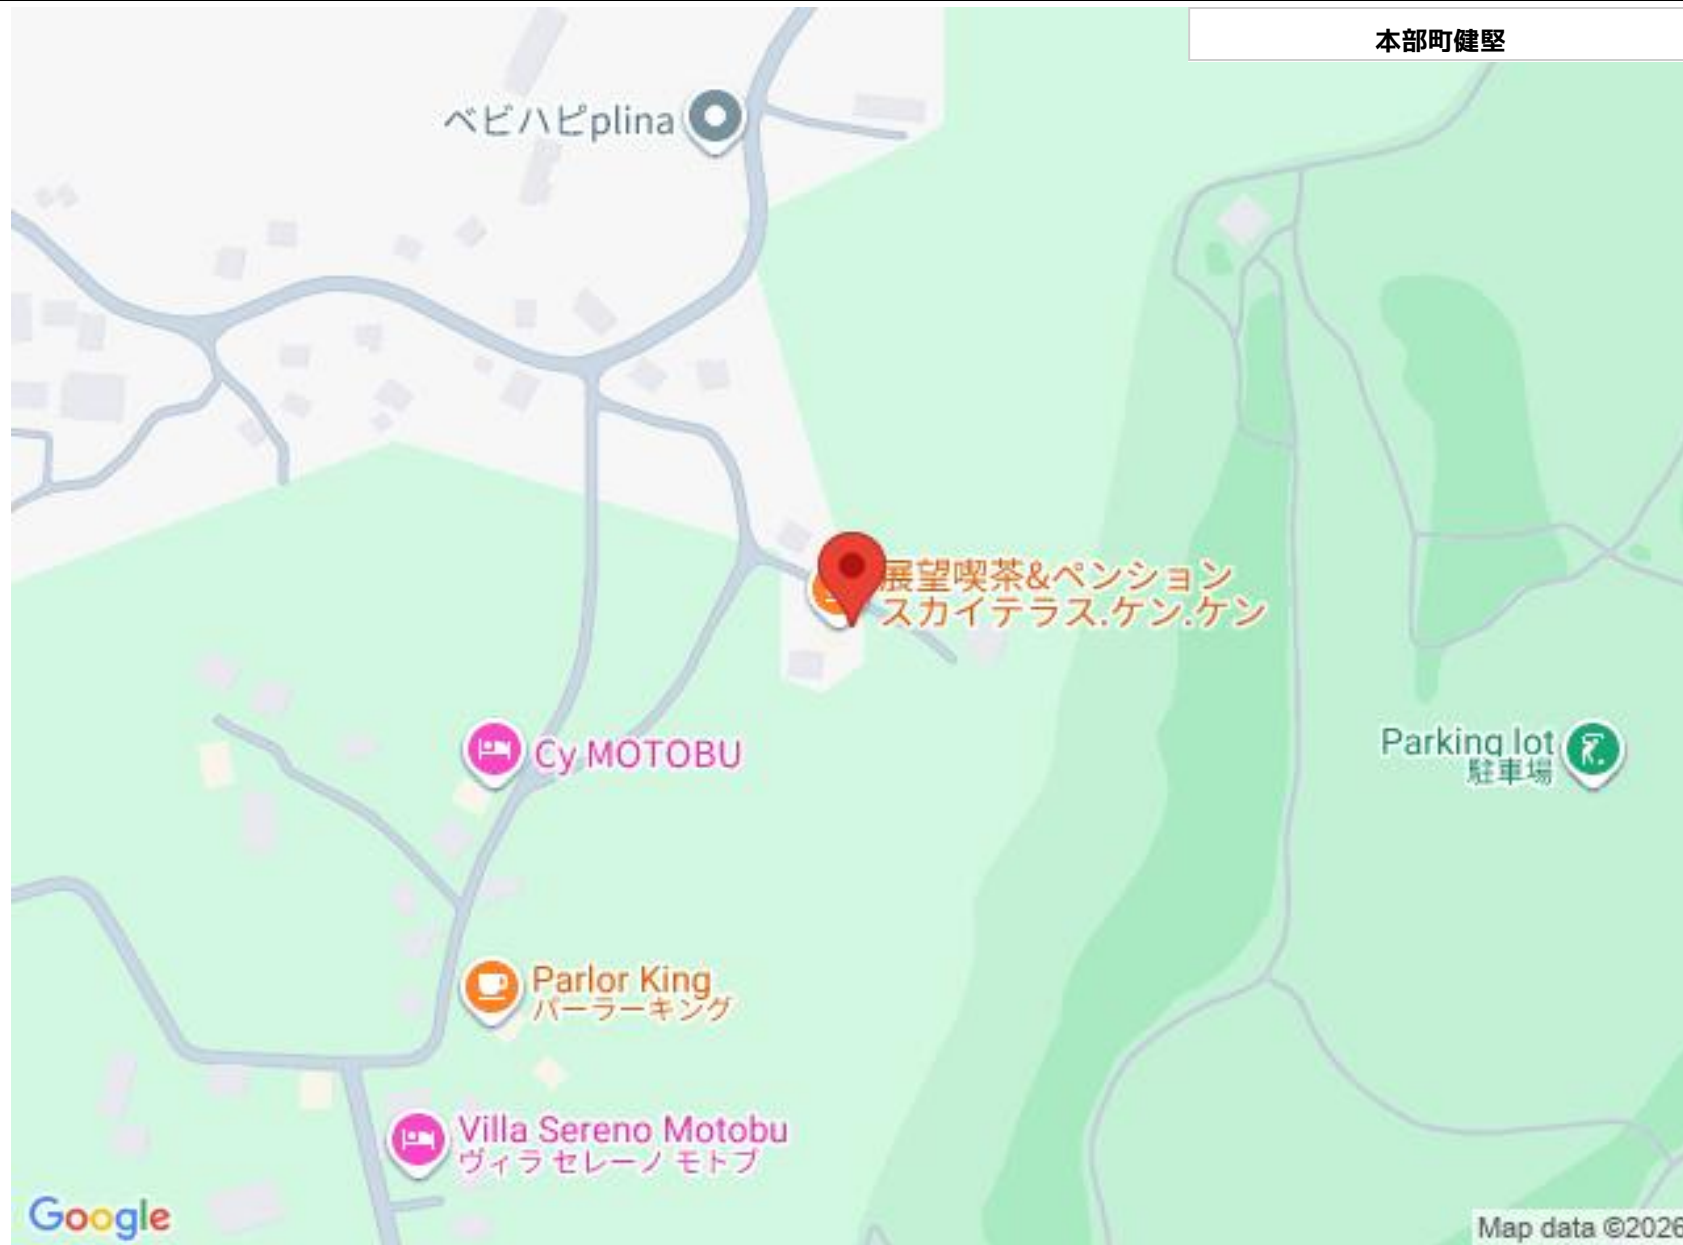 本部町健堅
ベビハピplina
展望喫茶&ペンション
スカイテラス.ケン.ケン
Cy MOTOBU
Parking lot
駐車場
Parlor King
パーラーキング
Villa Sereno Motobu
ヴィラ セレーノ モトブ
Google
Map data ©2026